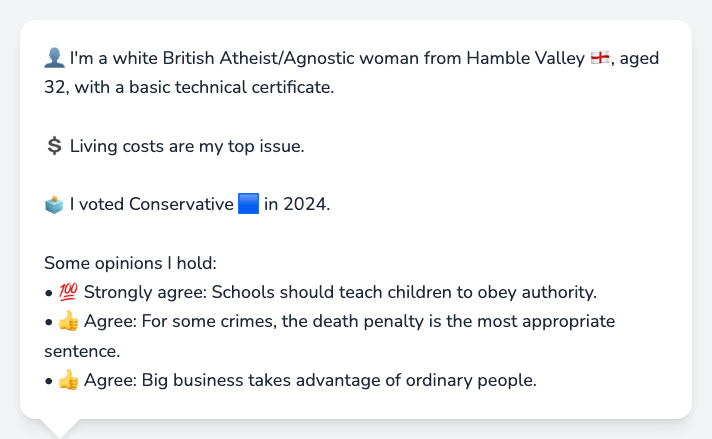 👤 I'm a white British Atheist/Agnostic woman from Hamble Valley 🏴󠁧󠁢󠁥󠁮󠁧󠁿, aged
32, with a basic technical certificate.
💲 Living costs are my top issue.
🗳️ I voted Conservative 🟦 in 2024.
Some opinions I hold:
• 💯 Strongly agree: Schools should teach children to obey authority.
• 👍 Agree: For some crimes, the death penalty is the most appropriate
sentence.
• 👍 Agree: Big business takes advantage of ordinary people.